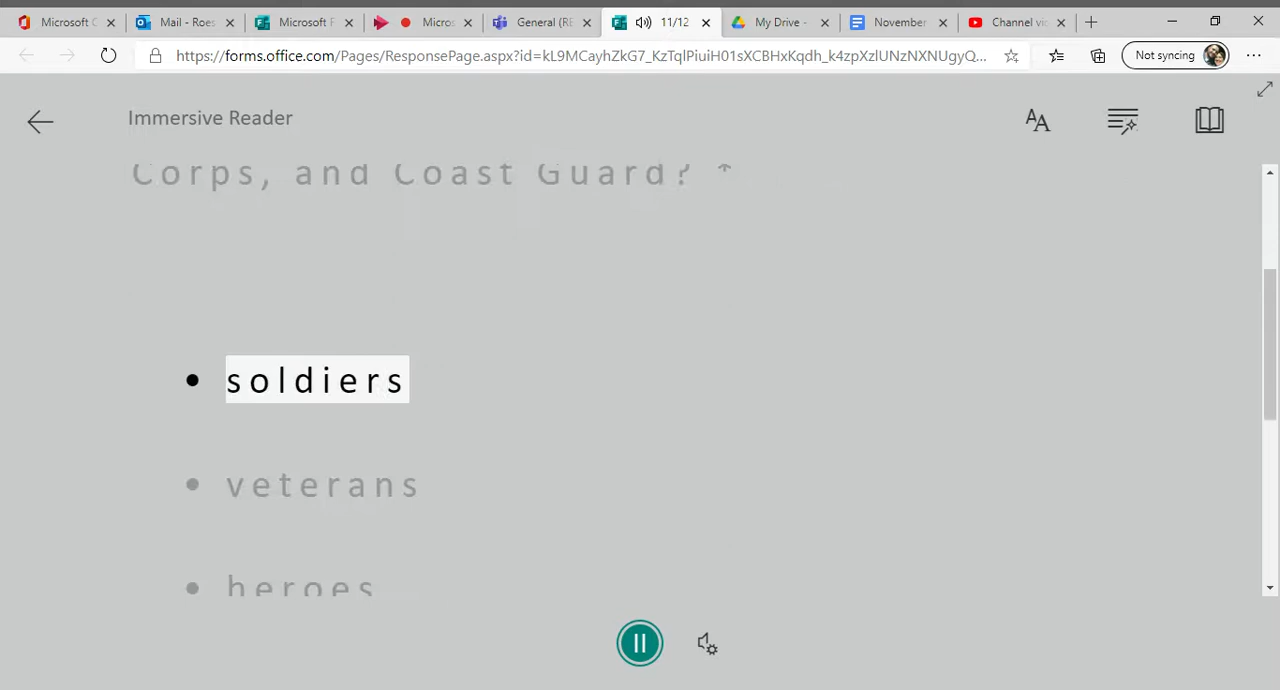 Microsoft O
Mail - Roes
Microsoft F
Micros
General (RE
11/12
My Drive -
November
Channel vi
https://forms.office.com/Pages/ResponsePage.aspx?id=kL9MCayhZkG7_KzTqlPiuiH01sXCBHxKqdh_k4zpXzlUNzNXNUgyQ...
Not syncing
Immersive Reader
Corps, and Coast Guard? *
• soldiers
• veterans
• heroes